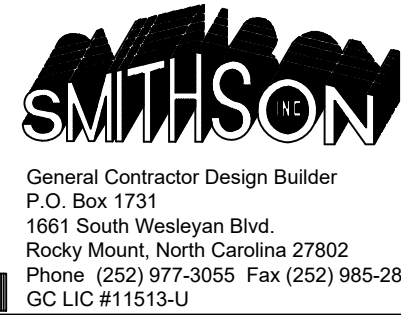 SMITHSON INC
General Contractor Design Builder
P.O. Box 1731
1661 South Wesleyan Blvd.
Rocky Mount, North Carolina 27802
Phone (252) 977-3055 Fax (252) 985-28
GC LIC #11513-U